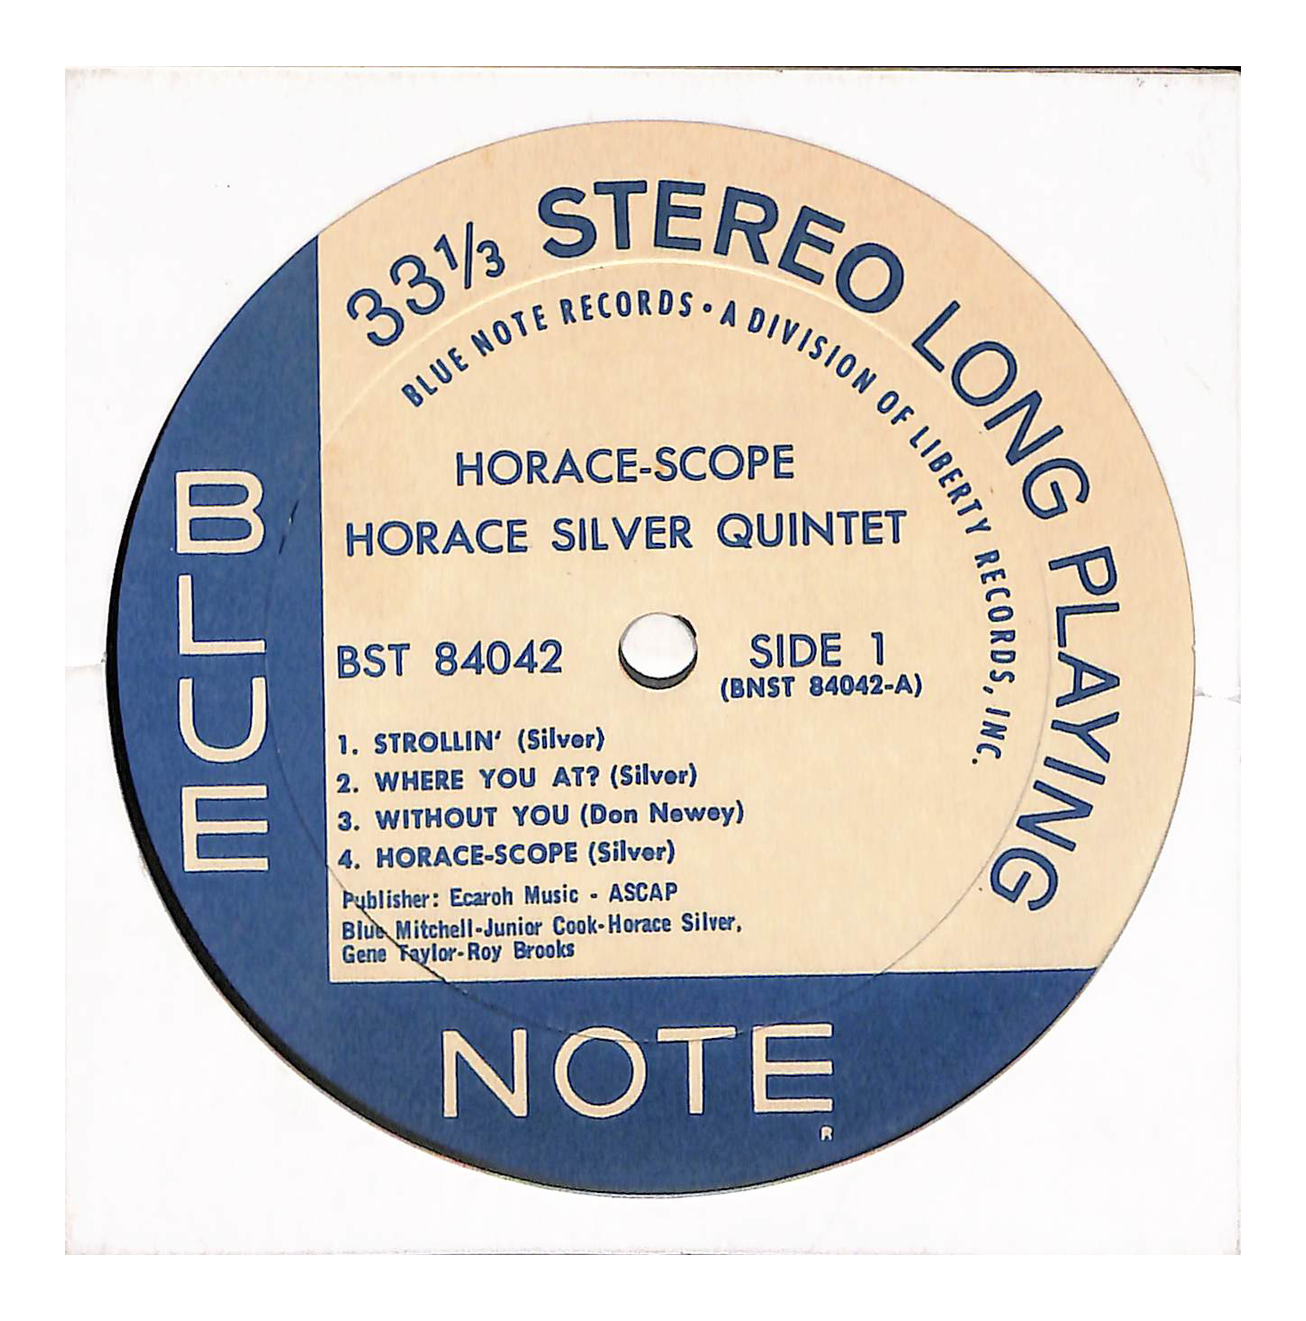 33 1/3 STEREO LONG PLAYING
BLUE NOTE RECORDS • A DIVISION OF LIBERTY RECORDS, INC.
HORACE-SCOPE
HORACE SILVER QUINTET
BST 84042
SIDE 1
(BNST 84042-A)
1. STROLLIN' (Silver)
2. WHERE YOU AT? (Silver)
3. WITHOUT YOU (Don Newey)
4. HORACE-SCOPE (Silver)
Publisher: Ecaroh Music - ASCAP
Blue Mitchell-Junior Cook-Horace Silver,
Gene Taylor-Roy Brooks
BLUE
NOTE
R